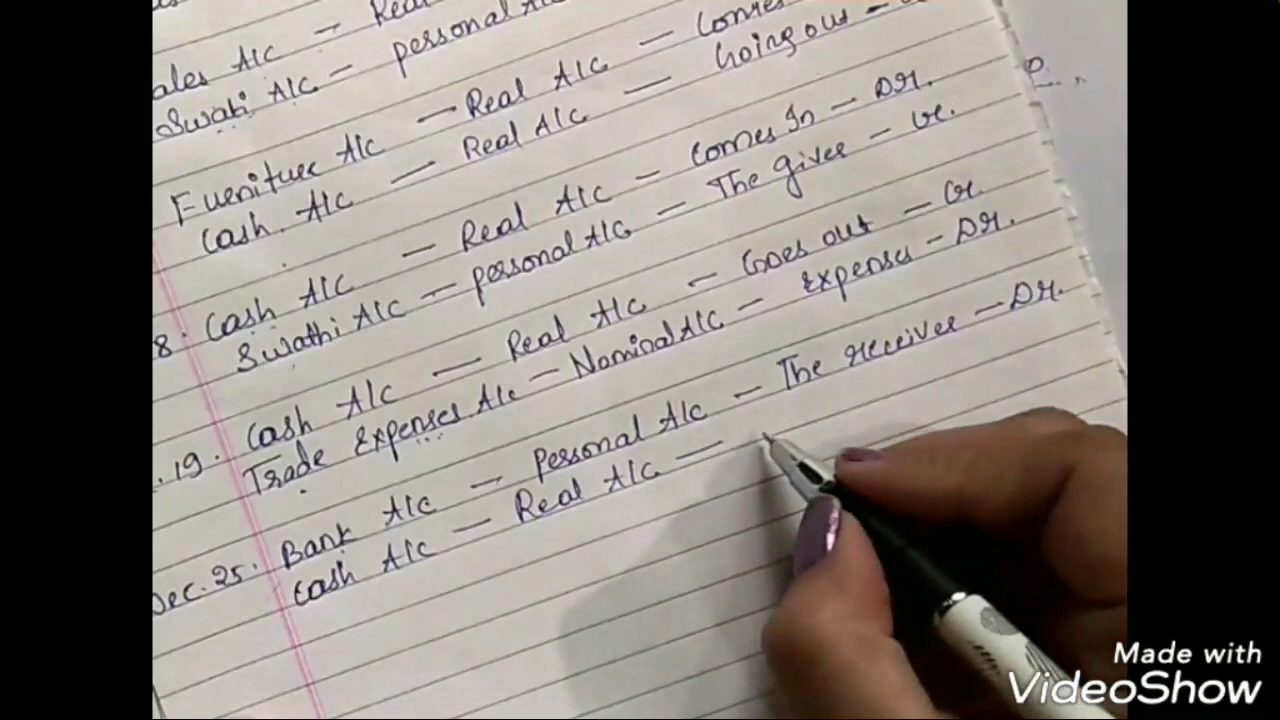 ales A/C — Real
Swati A/C — personal A/C
Furniture A/C — Real A/C — Comes
Cash A/C — Real A/C — Going out —
8. Cash A/C — Real A/C — Comes In — Dr.
Swathi A/C — personal A/C — The giver — Cr.
.19. Cash A/C — Real A/C — Goes out — Cr.
Trade Expenses A/c — Nominal A/C — Expenses — Dr.
Dec. 25. Bank A/C — Personal A/C — The receiver — Dr.
Cash A/C — Real A/C —
Made with
VideoShow